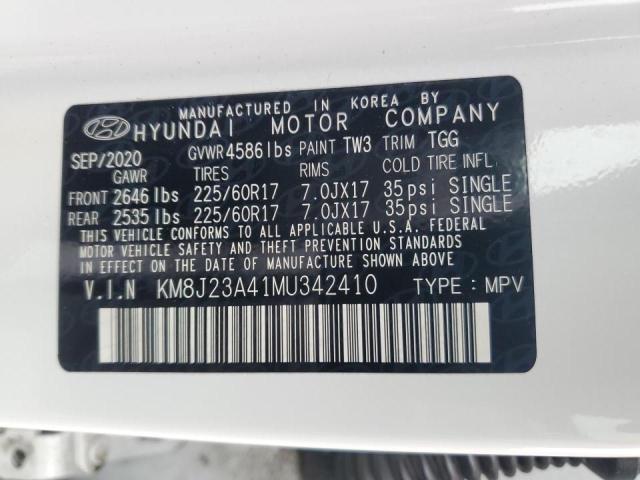 MANUFACTURED IN KOREA BY
HYUNDAI MOTOR COMPANY
SEP/2020 GVWR 4586lbs PAINT TW3 TRIM TGG
GAWR TIRES RIMS COLD TIRE INFL.
FRONT 2646 lbs 225/60R17 7.0JX17 35psi SINGLE
REAR 2535 lbs 225/60R17 7.0JX17 35psi SINGLE
THIS VEHICLE CONFORMS TO ALL APPLICABLE U.S.A. FEDERAL
MOTOR VEHICLE SAFETY AND THEFT PREVENTION STANDARDS
IN EFFECT ON THE DATE OF MANUFACTURE SHOWN ABOVE
V.I.N KM8J23A41MU342410 TYPE : MPV